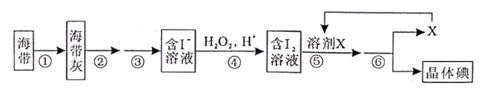 海带 ① 海带灰 ② ③ 含I⁻溶液 H₂O₂, H⁺ ④ 含I₂溶液 溶剂X ⑤ ⑥ X
晶体碘